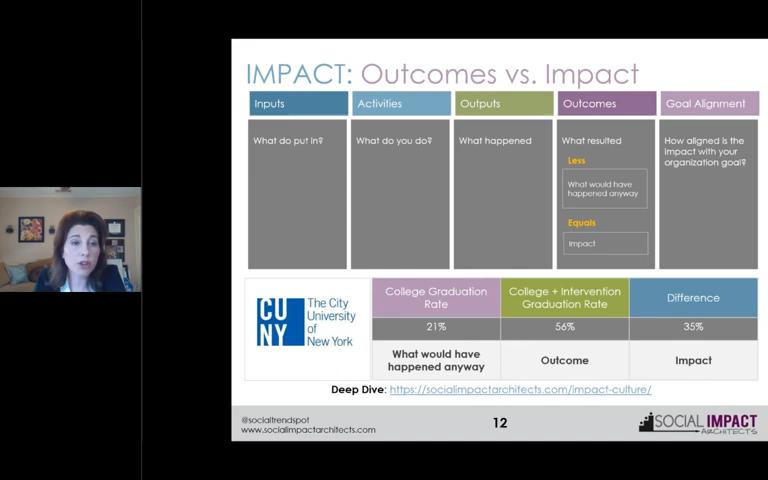 IMPACT: Outcomes vs. Impact
Inputs
Activities
Outputs
Outcomes
Goal Alignment
What do put in?
What do you do?
What happened
What resulted
Less
What would have
happened anyway
Equals
Impact
How aligned is the
impact with your
organization goal?
CU
NY
The City
University
of
New York
College Graduation
Rate
College + Intervention
Graduation Rate
Difference
21%
56%
35%
What would have
happened anyway
Outcome
Impact
Deep Dive: https://socialimpactarchitects.com/impact-culture/
@socialtrendspot
www.socialimpactarchitects.com
12
SOCIAL IMPACT
ARCHITECTS